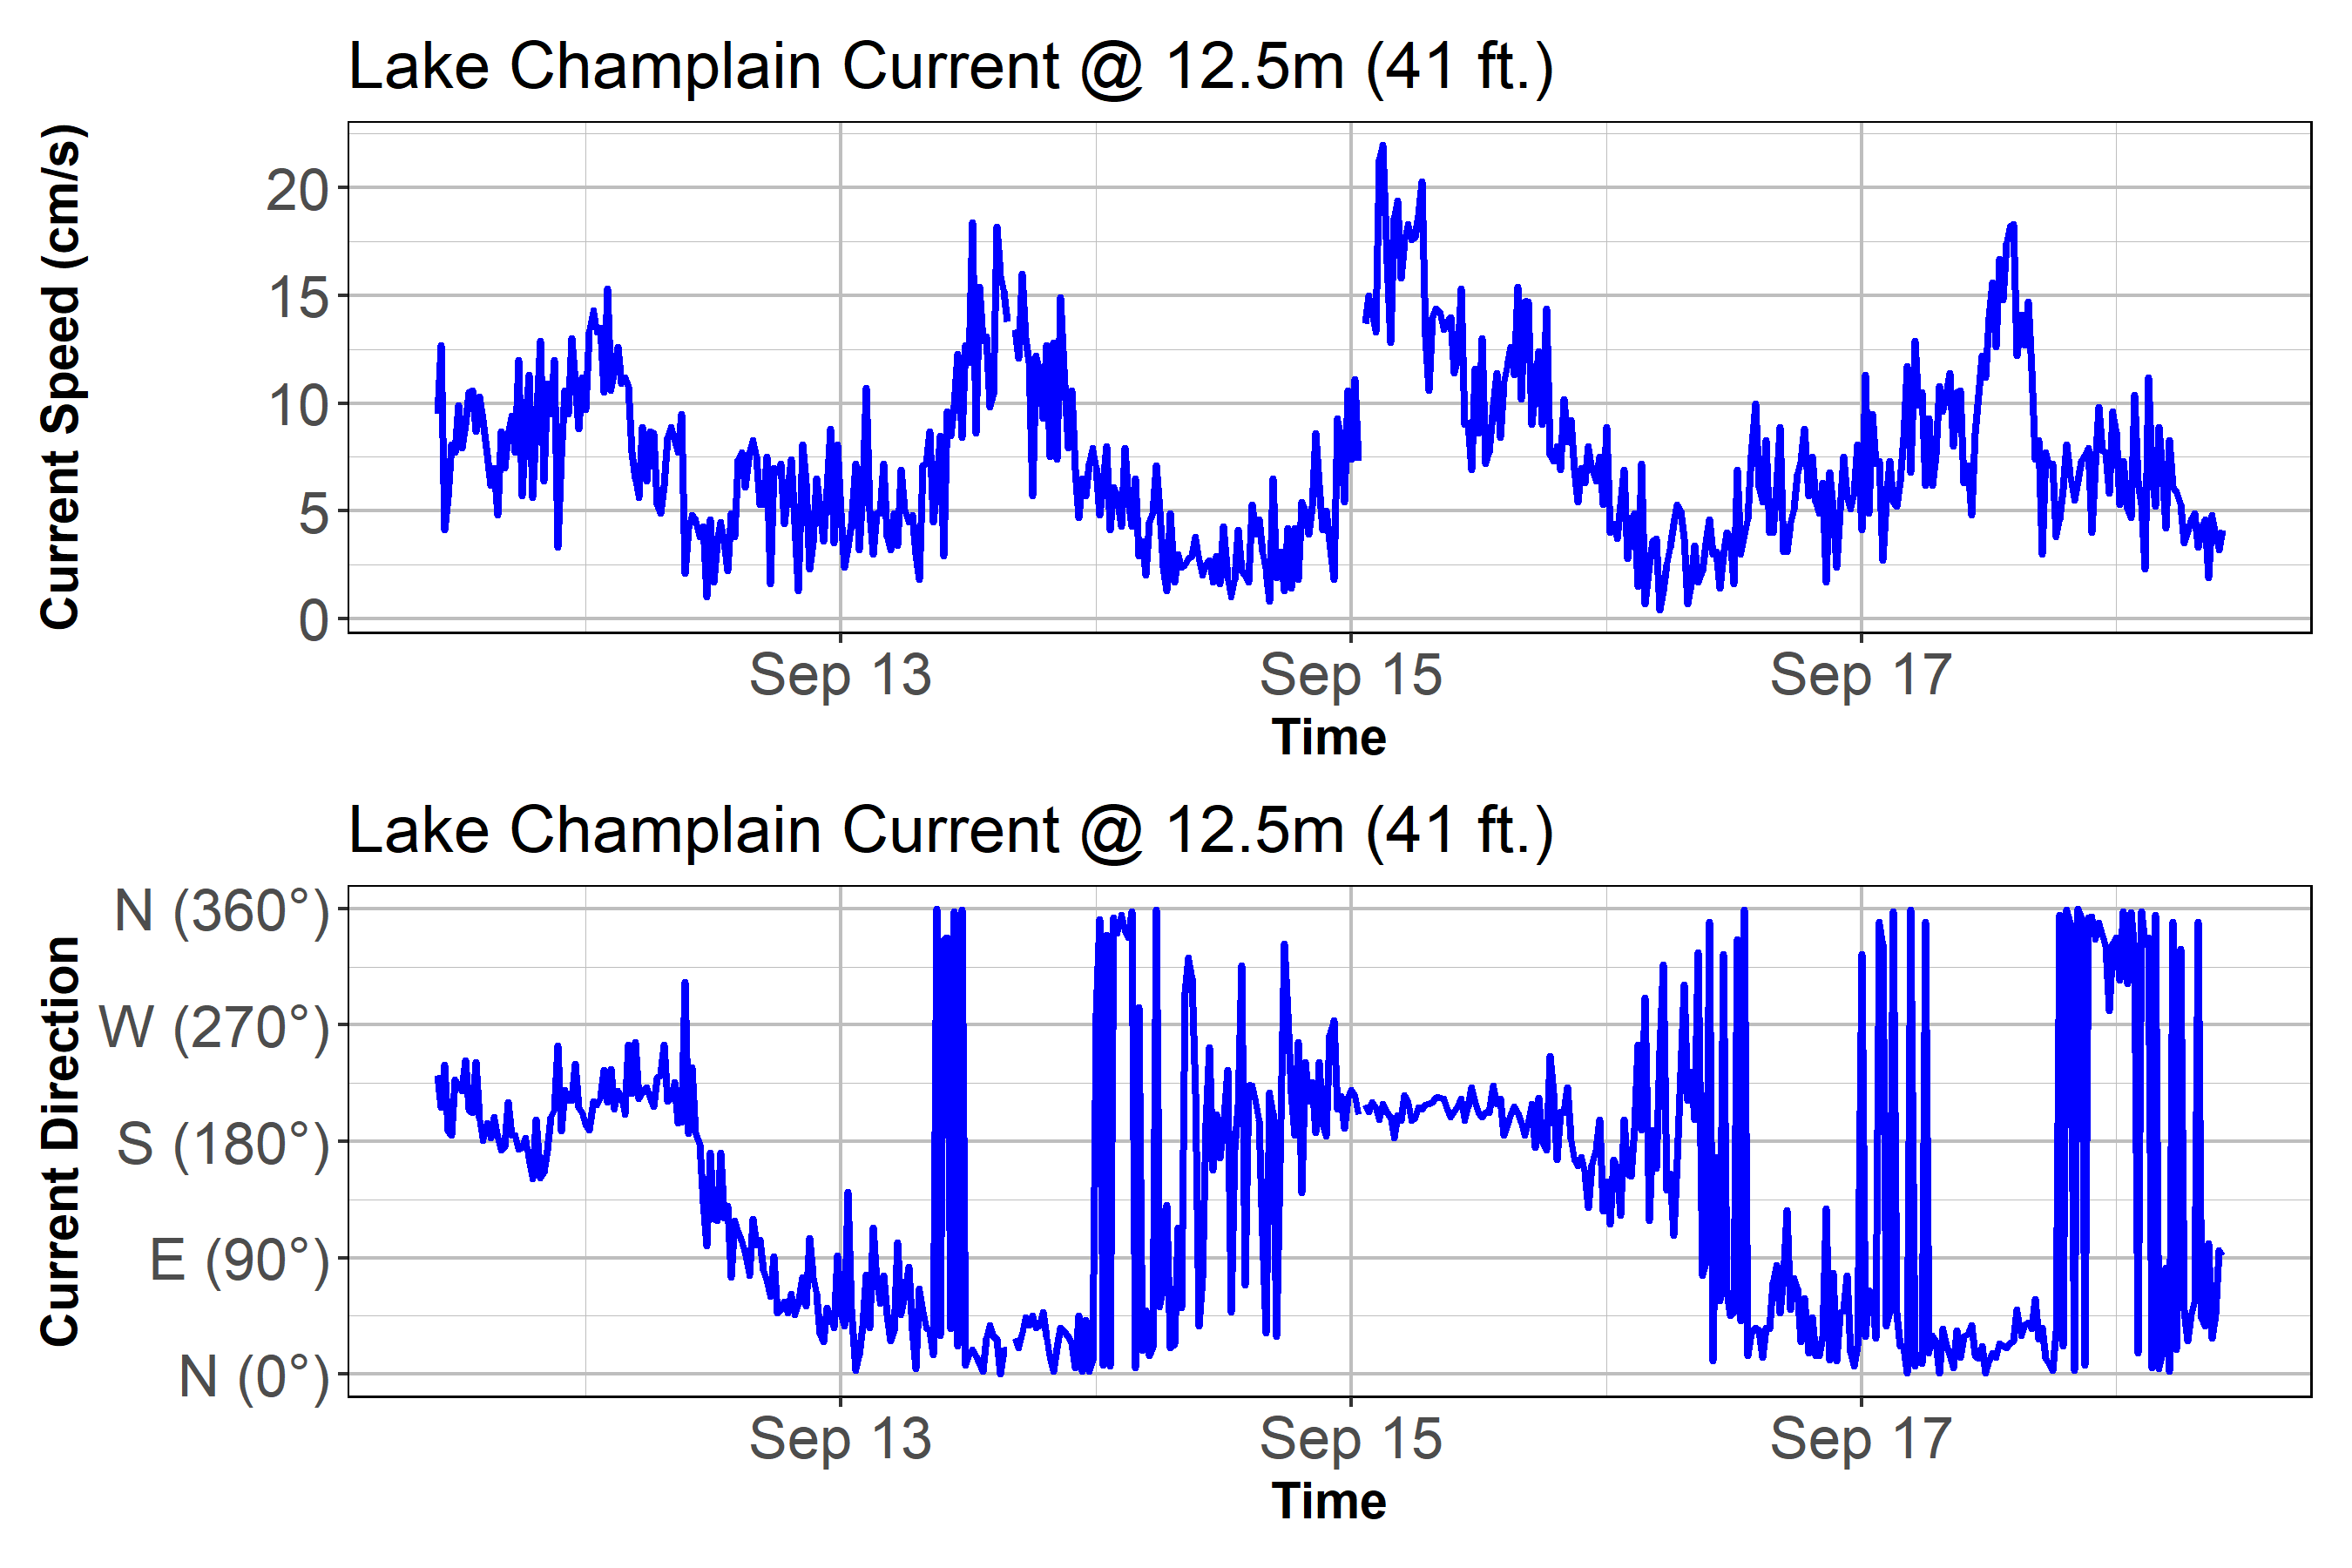 Lake Champlain Current @ 12.5m (41 ft.)
Current Speed (cm/s)
20
15
10
5
0
Sep 13 Sep 15 Sep 17
Time
Lake Champlain Current @ 12.5m (41 ft.)
Current Direction
N (360°)
W (270°)
S (180°)
E (90°)
N (0°)
Sep 13 Sep 15 Sep 17
Time